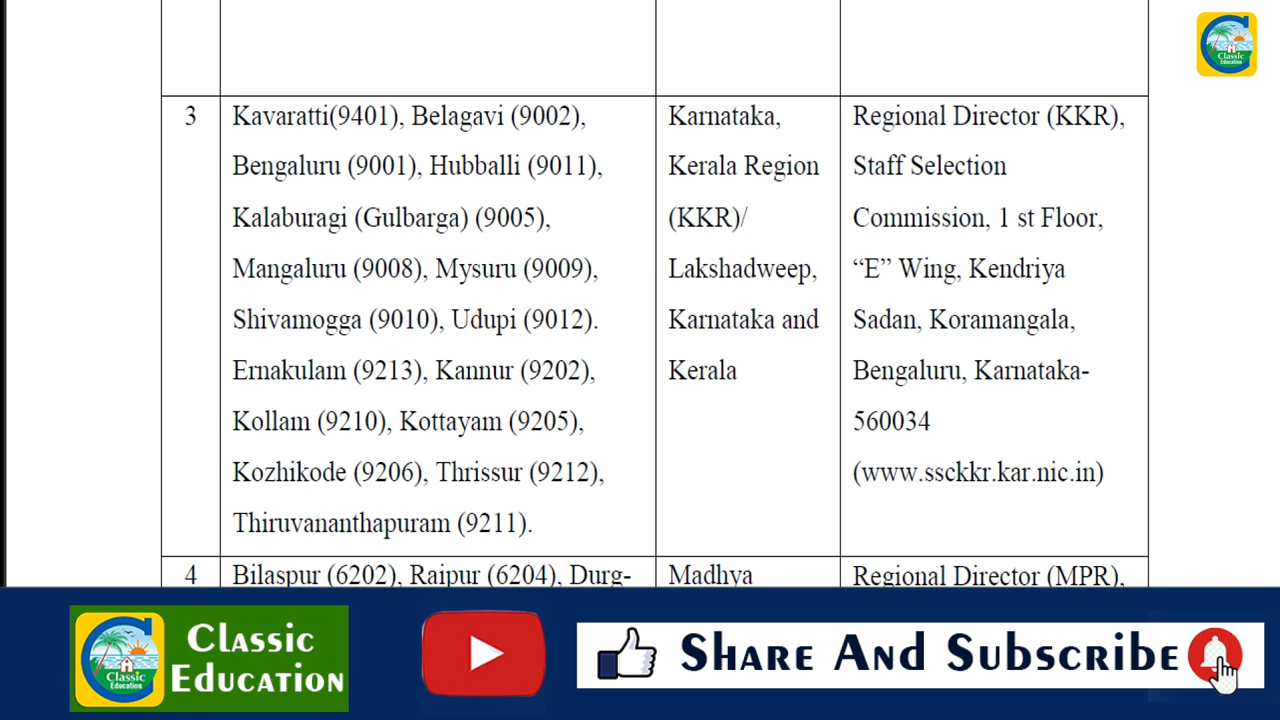 Classic
Education
3
Kavaratti(9401), Belagavi (9002),
Bengaluru (9001), Hubballi (9011),
Kalaburagi (Gulbarga) (9005),
Mangaluru (9008), Mysuru (9009),
Shivamogga (9010), Udupi (9012).
Ernakulam (9213), Kannur (9202),
Kollam (9210), Kottayam (9205),
Kozhikode (9206), Thrissur (9212),
Thiruvananthapuram (9211).
Karnataka,
Kerala Region
(KKR)/
Lakshadweep,
Karnataka and
Kerala
Regional Director (KKR),
Staff Selection
Commission, 1 st Floor,
“E” Wing, Kendriya
Sadan, Koramangala,
Bengaluru, Karnataka-
560034
(www.ssckkr.kar.nic.in)
4
Bilaspur (6202), Raipur (6204), Durg-
Madhya
Regional Director (MPR),
Classic
Education
Classic
Education
Share And Subscribe